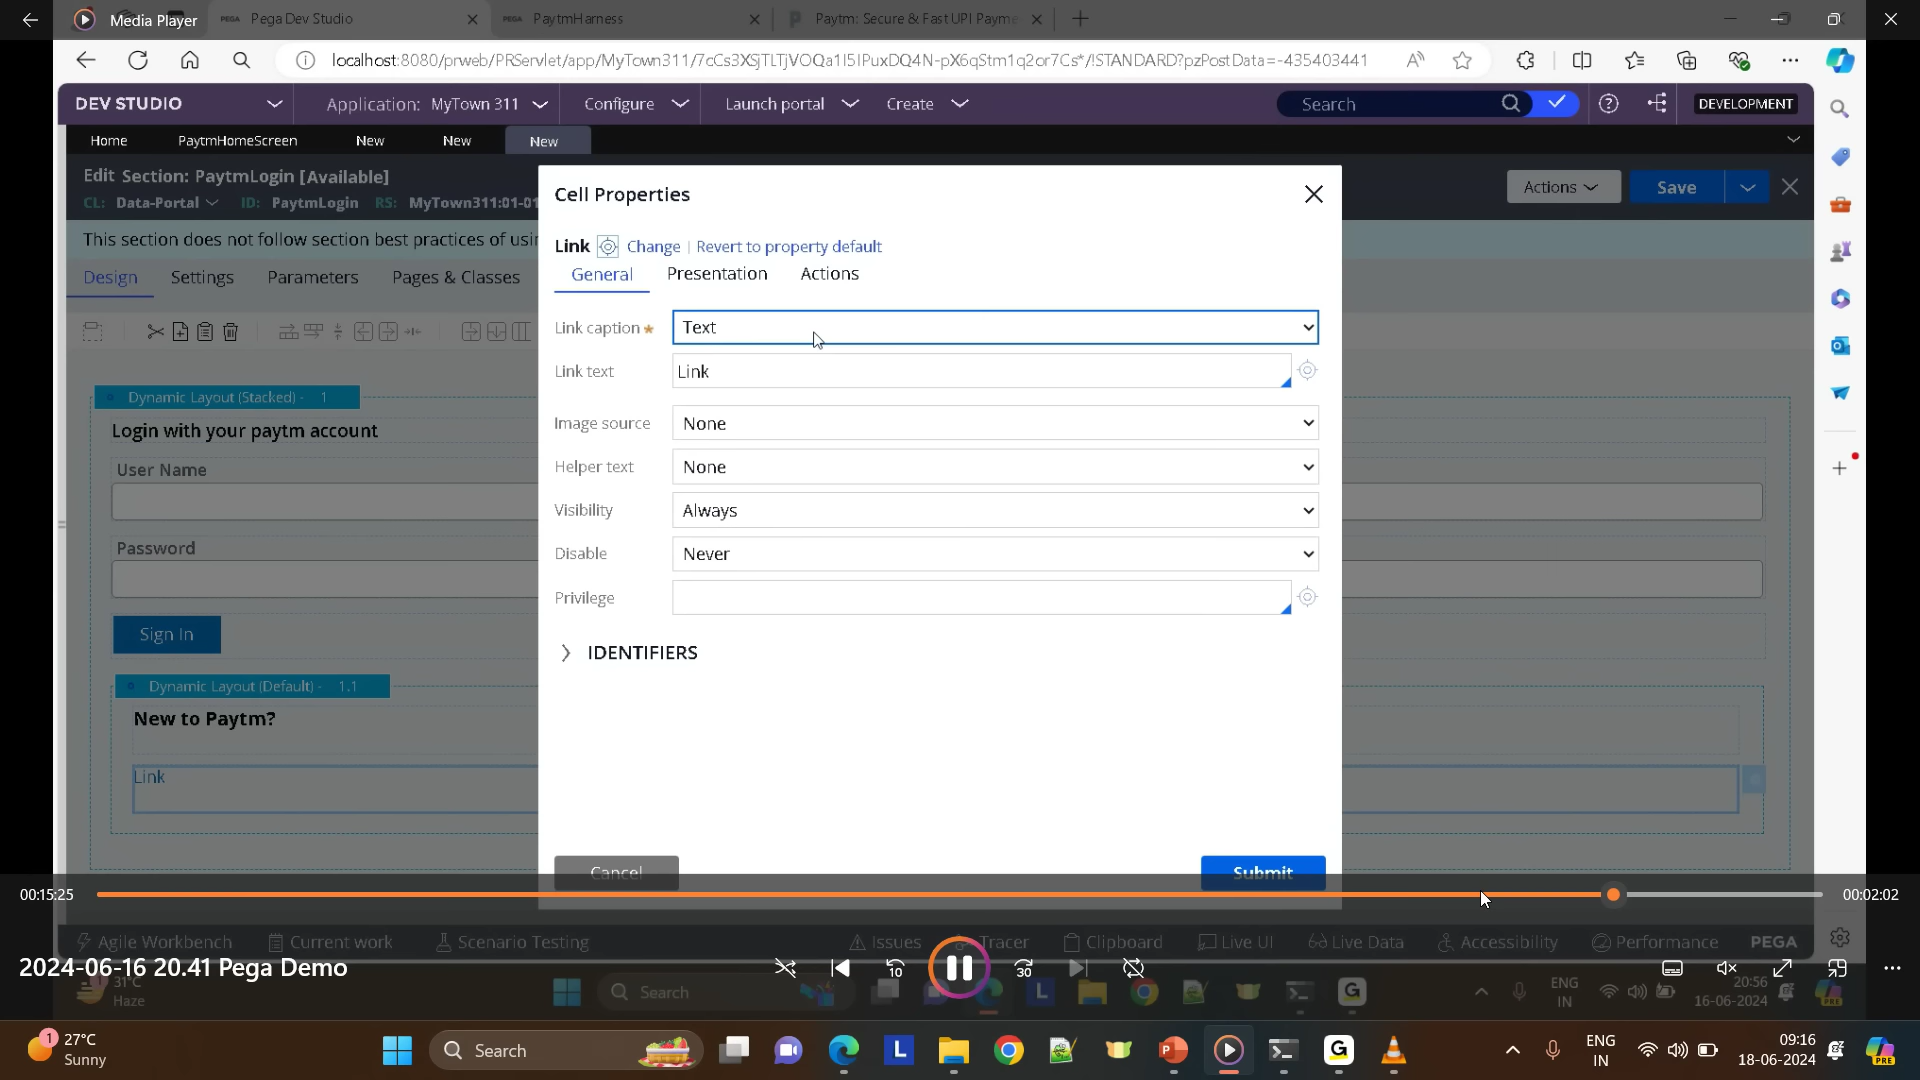 Media Player
Pega Dev Studio
PaytmHarness
Paytm: Secure & Fast UPI Payme
localhost:8080/prweb/PRServlet/app/MyTown311/
DEV STUDIO
Application: MyTown 311
Configure
Launch portal
Create
Search
DEVELOPMENT
Home
PaytmHomeScreen
New
New
New
Edit Section: PaytmLogin [Available]
CL: Data-Portal
ID: PaytmLogin
RS: MyTown311:01-01
Actions
Save
This section does not follow section best practices of usin
Design
Settings
Parameters
Pages & Classes
Dynamic Layout (Stacked) - 1
Login with your paytm account
User Name
Password
Sign In
Dynamic Layout (Default) - 1.1
New to Paytm?
Link
Cell Properties
Link
Change | Revert to property default
General
Presentation
Actions
Link caption ★
Text
Link text
Link
Image source
None
Helper text
None
Visibility
Always
Disable
Never
Privilege
IDENTIFIERS
Cancel
Submit
00:15:25
00:02:02
Agile Workbench
Current work
Scenario Testing
Issues
Tracer
Clipboard
Live UI
Live Data
Accessibility
Performance
PEGA
2024-06-16 20.41 Pega Demo
10
30
31°C
Haze
Search
ENG
IN
20:56
16-06-2024
PRE
1
27°C
Sunny
Search
ENG
IN
09:16
18-06-2024
PRE